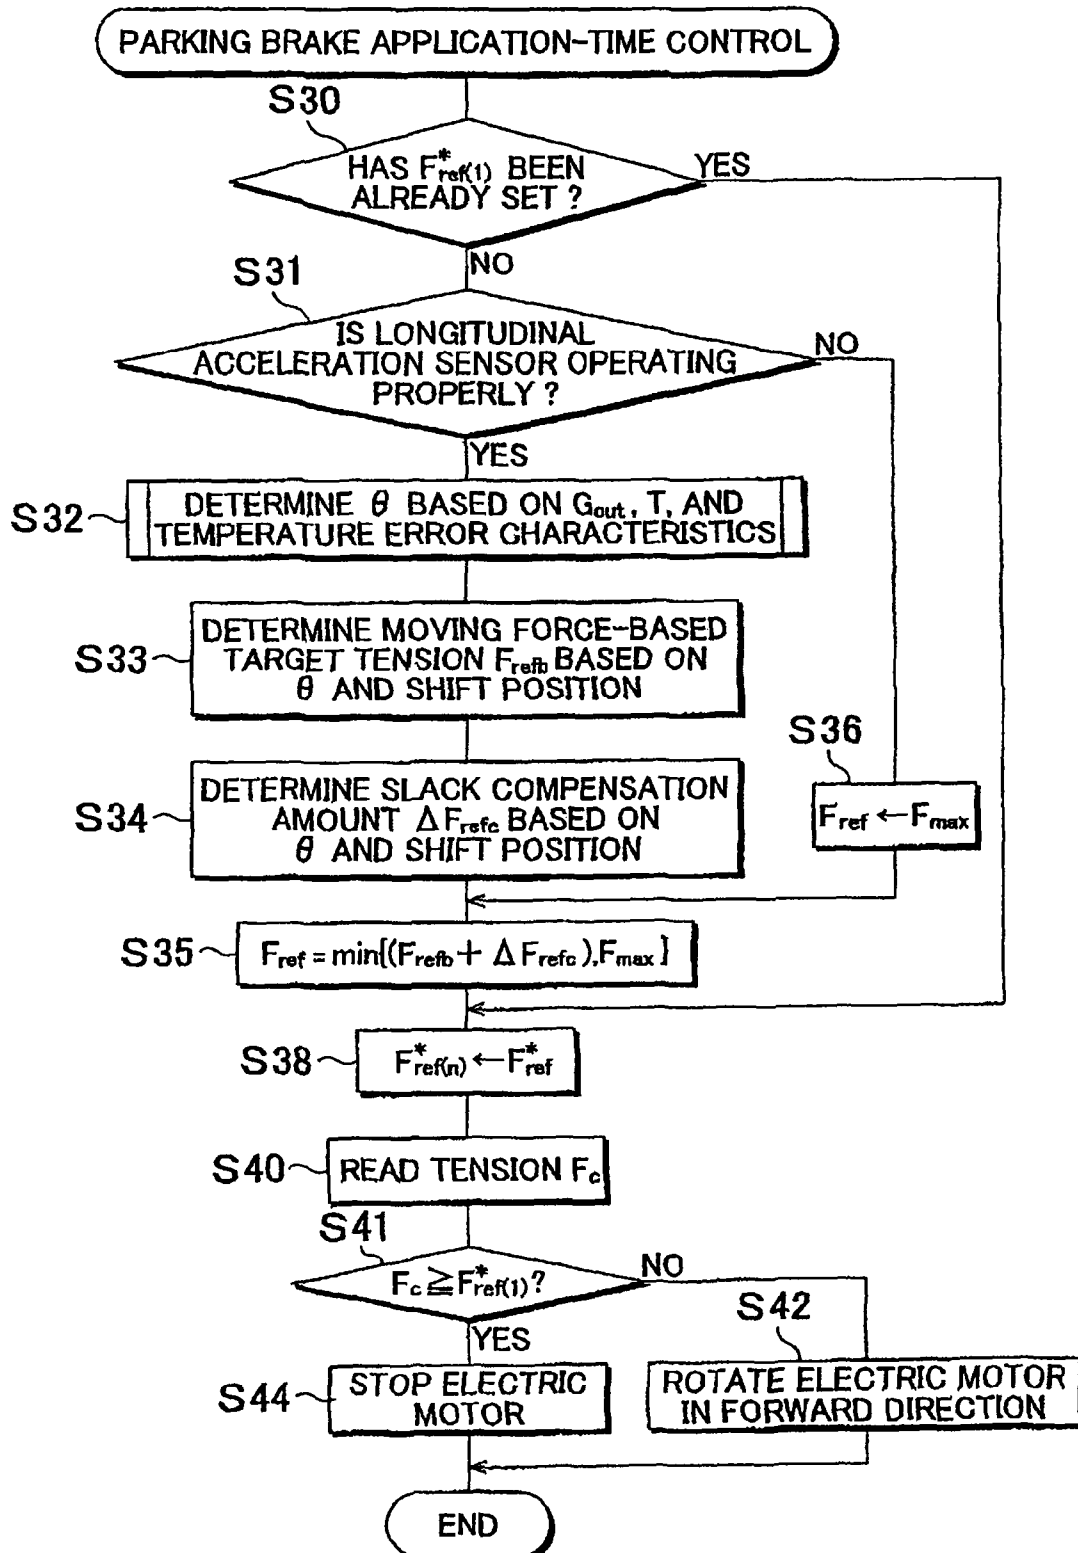 PARKING BRAKE APPLICATION-TIME CONTROL
S30
HAS F*ref(1) BEEN
ALREADY SET ?
YES
NO
S31
IS LONGITUDINAL
ACCELERATION SENSOR OPERATING
PROPERLY ?
NO
YES
S32
DETERMINE θ BASED ON Gout, T, AND
TEMPERATURE ERROR CHARACTERISTICS
S33
DETERMINE MOVING FORCE-BASED
TARGET TENSION Frefb BASED ON
θ AND SHIFT POSITION
S34
DETERMINE SLACK COMPENSATION
AMOUNT ΔFrefc BASED ON
θ AND SHIFT POSITION
S36
Fref ← Fmax
S35
Fref = min[(Frefb + ΔFrefc), Fmax]
S38
F*ref(n) ← F*ref
S40
READ TENSION Fc
S41
Fc ≧ F*ref(1)?
NO
YES
S42
ROTATE ELECTRIC MOTOR
IN FORWARD DIRECTION
S44
STOP ELECTRIC
MOTOR
END